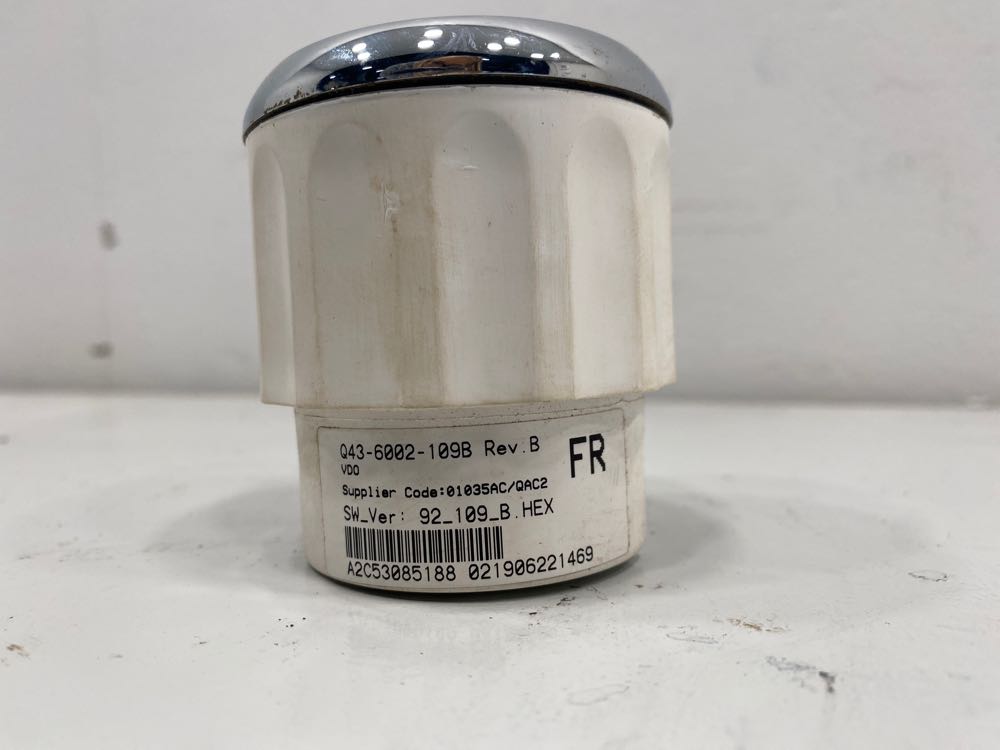 Q43-6002-109B Rev.B
FR
VDO
Supplier Code:01035AC/QAC2
SW_Ver: 92_109_B.HEX
A2C53085188 021906221469